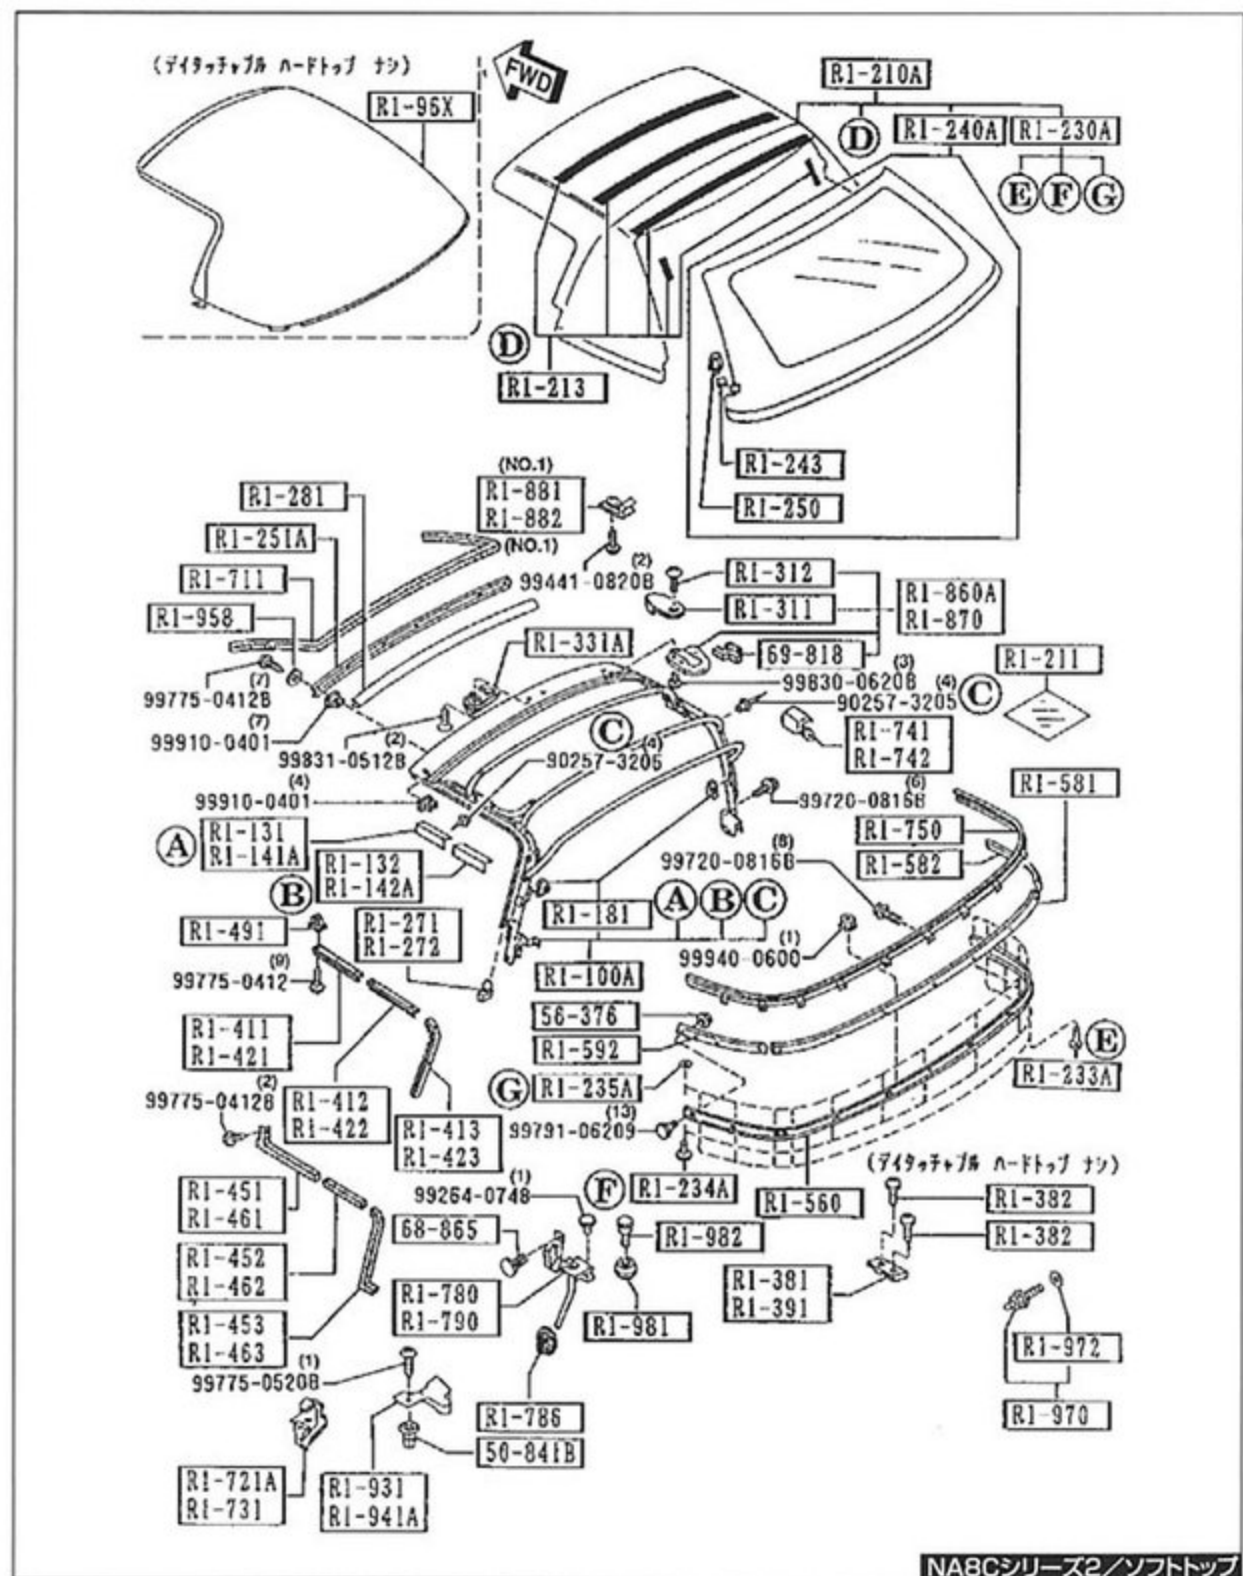 (デイタッチャブル ハードトップ ナシ)
R1-96X
FWD
R1-210A
D
R1-240A
R1-230A
E F G
D
R1-213
R1-243
R1-250
(NO.1)
R1-881
R1-882
(NO.1)
(2)
99441-0820B
R1-281
R1-251A
R1-711
R1-958
(7)
99775-0412B
(7)
99910-0401
R1-331A
(2)
99831-0512B
R1-312
R1-311
R1-860A
R1-870
69-818
(3)
99830-0620B
(4)
90257-3205
C
R1-211
R1-741
R1-742
C
(4)
90257-3205
(4)
99910-0401
A
R1-131
R1-141A
R1-132
R1-142A
B
(6)
99720-0816B
R1-581
R1-750
R1-582
(8)
99720-0816B
R1-491
(9)
99775-0412
R1-271
R1-272
R1-181
A B C
R1-100A
(1)
99940-0600
R1-411
R1-421
56-376
R1-592
G
R1-235A
E
R1-233A
(2)
99775-0412B
R1-412
R1-422
R1-413
R1-423
(13)
99791-06209
F
R1-234A
R1-560
R1-451
R1-461
(1)
99264-0748
68-865
R1-982
(デイタッチャブル ハードトップ ナシ)
R1-382
R1-382
R1-452
R1-462
R1-780
R1-790
R1-981
R1-381
R1-391
R1-453
R1-463
(1)
99775-0520B
R1-972
R1-970
R1-786
50-841B
R1-721A
R1-731
R1-931
R1-941A
NA8Cシリーズ2/ソフトトップ